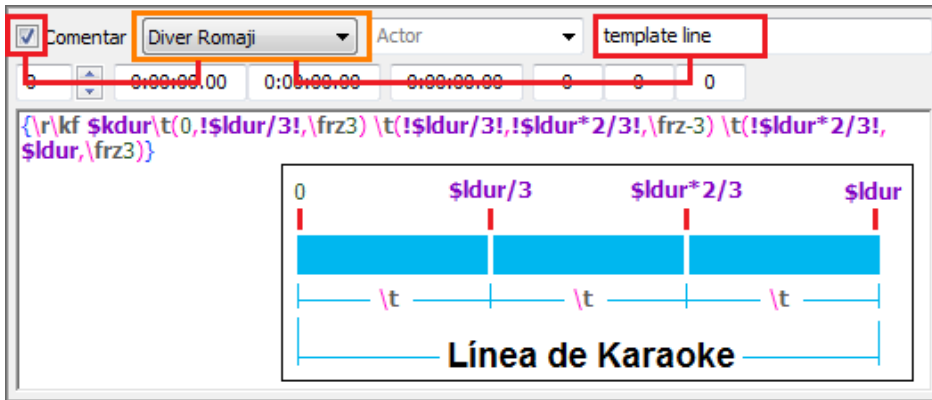 Comentar Diver Romaji Actor template line
0 0:00:00.00 0:00:00.00 0:00:00.00 0 0 0
{\r\kf $kdur\t(0,!$ldur/3!,\frz3) \t(!$ldur/3!,!$ldur*2/3!,\frz-3) \t(!$ldur*2/3!,
$ldur,\frz3)}
0 $ldur/3 $ldur*2/3 $ldur
\t \t \t
Línea de Karaoke